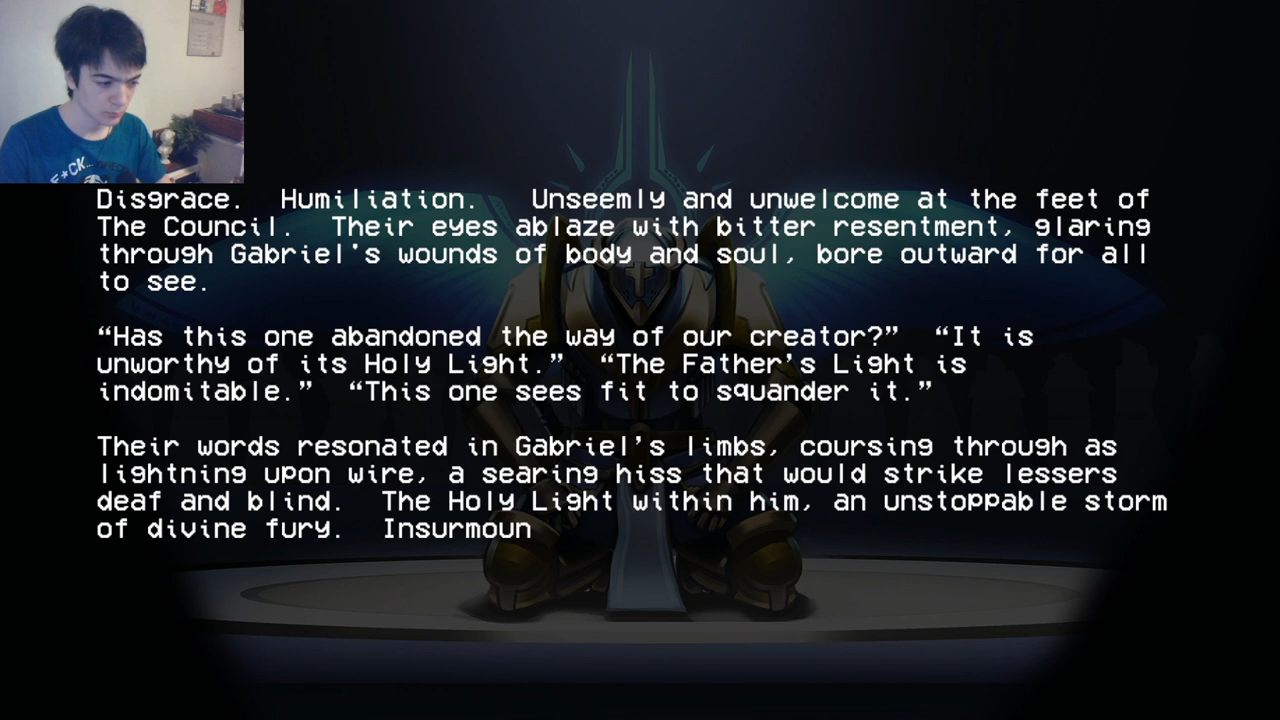 F*CK...
Disgrace.  Humiliation.   Unseemly and unwelcome at the feet of
The Council.  Their eyes ablaze with bitter resentment, glaring
through Gabriel's wounds of body and soul, bore outward for all
to see.
“Has this one abandoned the way of our creator?”  “It is
unworthy of its Holy Light.”  “The Father’s Light is
indomitable.”  “This one sees fit to squander it.”
Their words resonated in Gabriel’s limbs, coursing through as
lightning upon wire, a searing hiss that would strike lessers
deaf and blind.  The Holy Light within him, an unstoppable storm
of divine fury.  Insurmoun